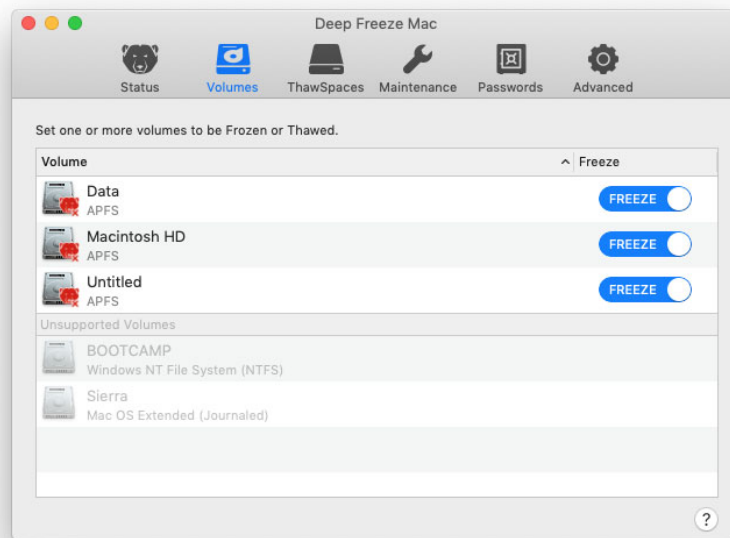 Deep Freeze Mac
Status Volumes ThawSpaces Maintenance Passwords Advanced
Set one or more volumes to be Frozen or Thawed.
Volume Freeze
Data FREEZE
APFS
Macintosh HD FREEZE
APFS
Untitled FREEZE
APFS
Unsupported Volumes
BOOTCAMP
Windows NT File System (NTFS)
Sierra
Mac OS Extended (Journaled)
?